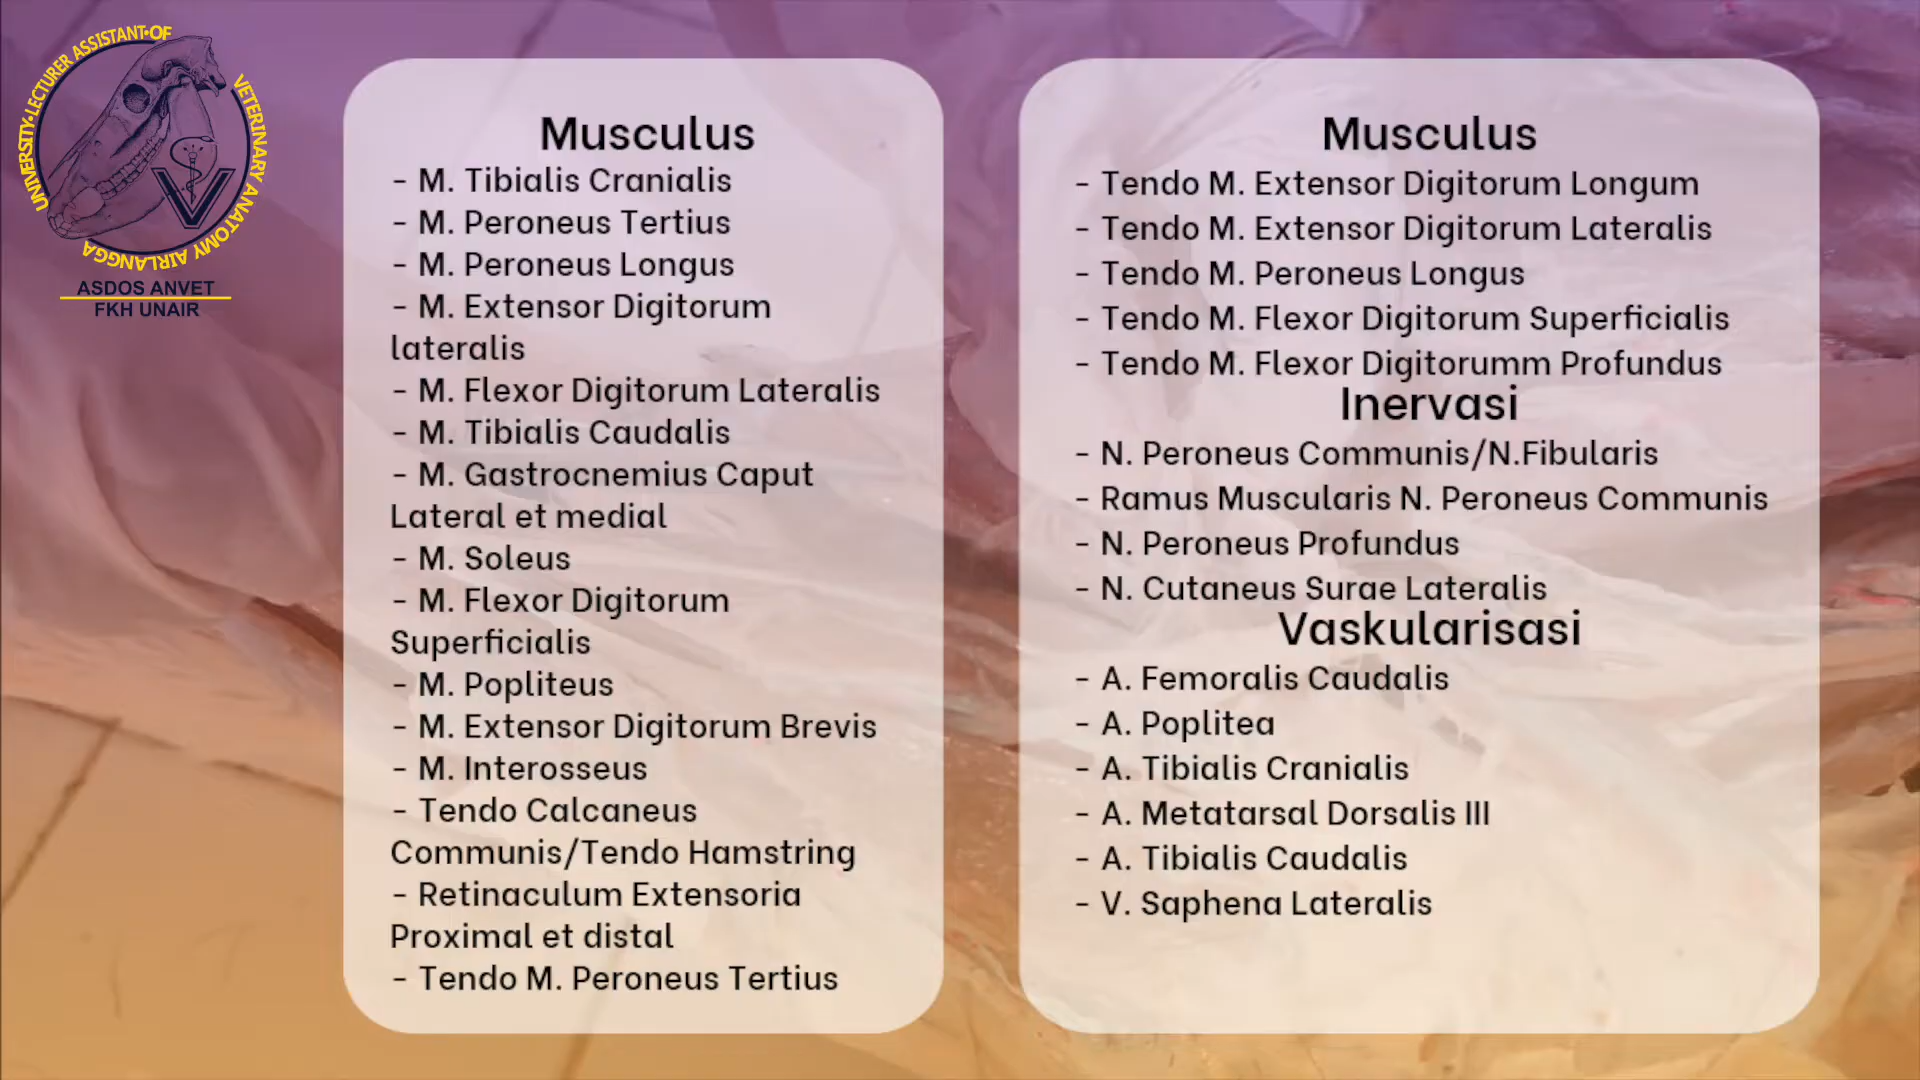 UNIVERSITY•LECTURER ASSISTANT•OF
VETERINARY ANATOMY AIRLANGGA
ASDOS ANVET
FKH UNAIR
Musculus
- M. Tibialis Cranialis
- M. Peroneus Tertius
- M. Peroneus Longus
- M. Extensor Digitorum
lateralis
- M. Flexor Digitorum Lateralis
- M. Tibialis Caudalis
- M. Gastrocnemius Caput
Lateral et medial
- M. Soleus
- M. Flexor Digitorum
Superficialis
- M. Popliteus
- M. Extensor Digitorum Brevis
- M. Interosseus
- Tendo Calcaneus
Communis/Tendo Hamstring
- Retinaculum Extensoria
Proximal et distal
- Tendo M. Peroneus Tertius
Musculus
- Tendo M. Extensor Digitorum Longum
- Tendo M. Extensor Digitorum Lateralis
- Tendo M. Peroneus Longus
- Tendo M. Flexor Digitorum Superficialis
- Tendo M. Flexor Digitorumm Profundus
Inervasi
- N. Peroneus Communis/N.Fibularis
- Ramus Muscularis N. Peroneus Communis
- N. Peroneus Profundus
- N. Cutaneus Surae Lateralis
Vaskularisasi
- A. Femoralis Caudalis
- A. Poplitea
- A. Tibialis Cranialis
- A. Metatarsal Dorsalis III
- A. Tibialis Caudalis
- V. Saphena Lateralis